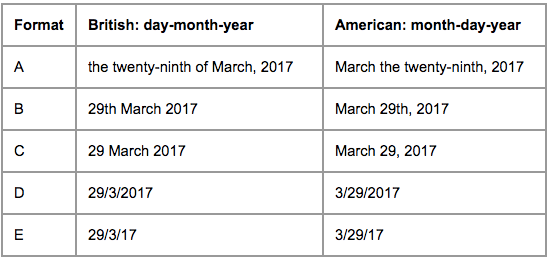 Format British: day-month-year American: month-day-year
A the twenty-ninth of March, 2017 March the twenty-ninth, 2017
B 29th March 2017 March 29th, 2017
C 29 March 2017 March 29, 2017
D 29/3/2017 3/29/2017
E 29/3/17 3/29/17